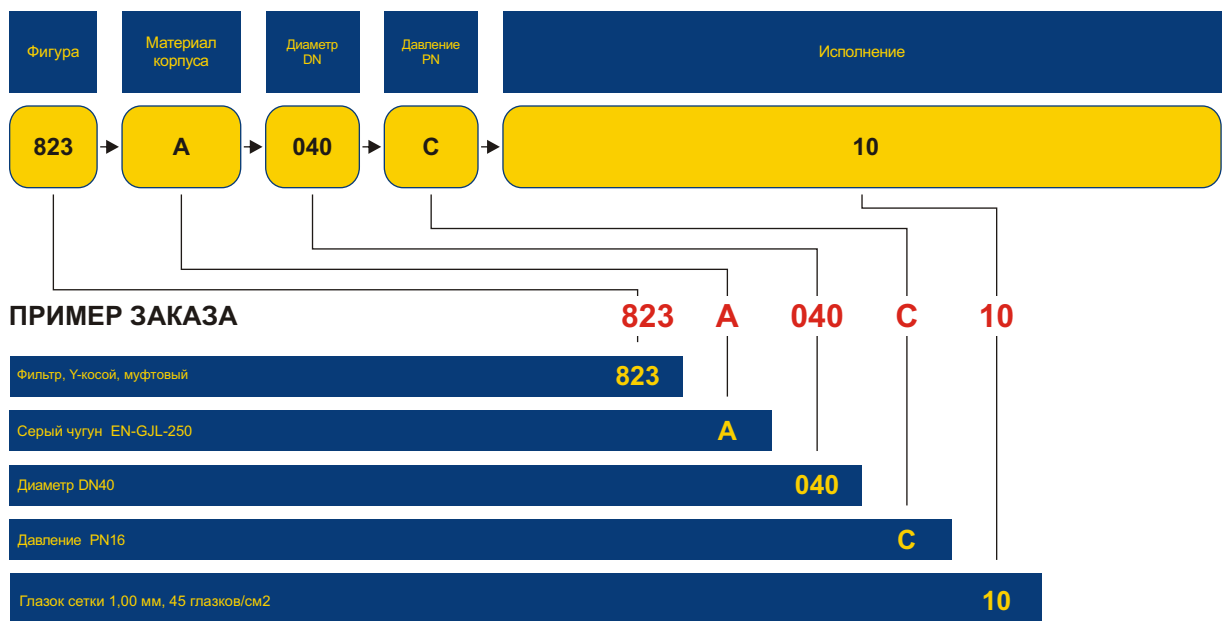 Фигура
Материал
корпуса
Диаметр
DN
Давление
PN
Исполнение
823
A
040
C
10
ПРИМЕР ЗАКАЗА
823 A 040 C 10
Фильтр, Y-косой, муфтовый 823
Серый чугун EN-GJL-250 A
Диаметр DN40 040
Давление PN16 C
Глазок сетки 1,00 мм, 45 глазков/см2 10